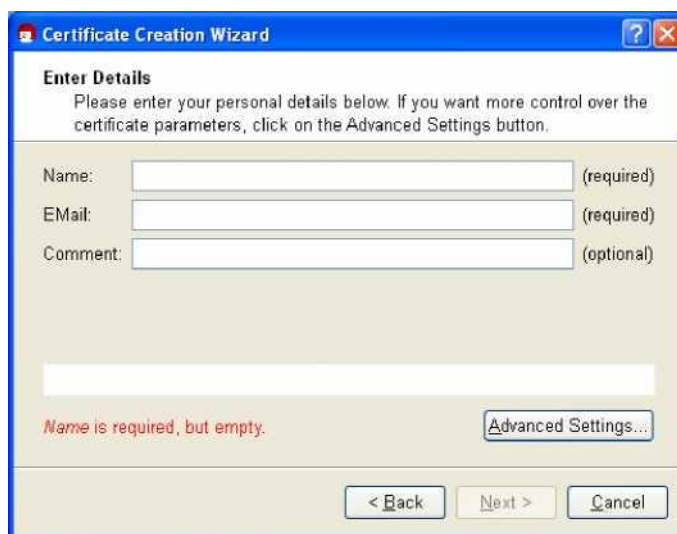 Certificate Creation Wizard
Enter Details
Please enter your personal details below. If you want more control over the
certificate parameters, click on the Advanced Settings button.
Name: (required)
EMail: (required)
Comment: (optional)
Name is required, but empty. Advanced Settings...
< Back Next > Cancel